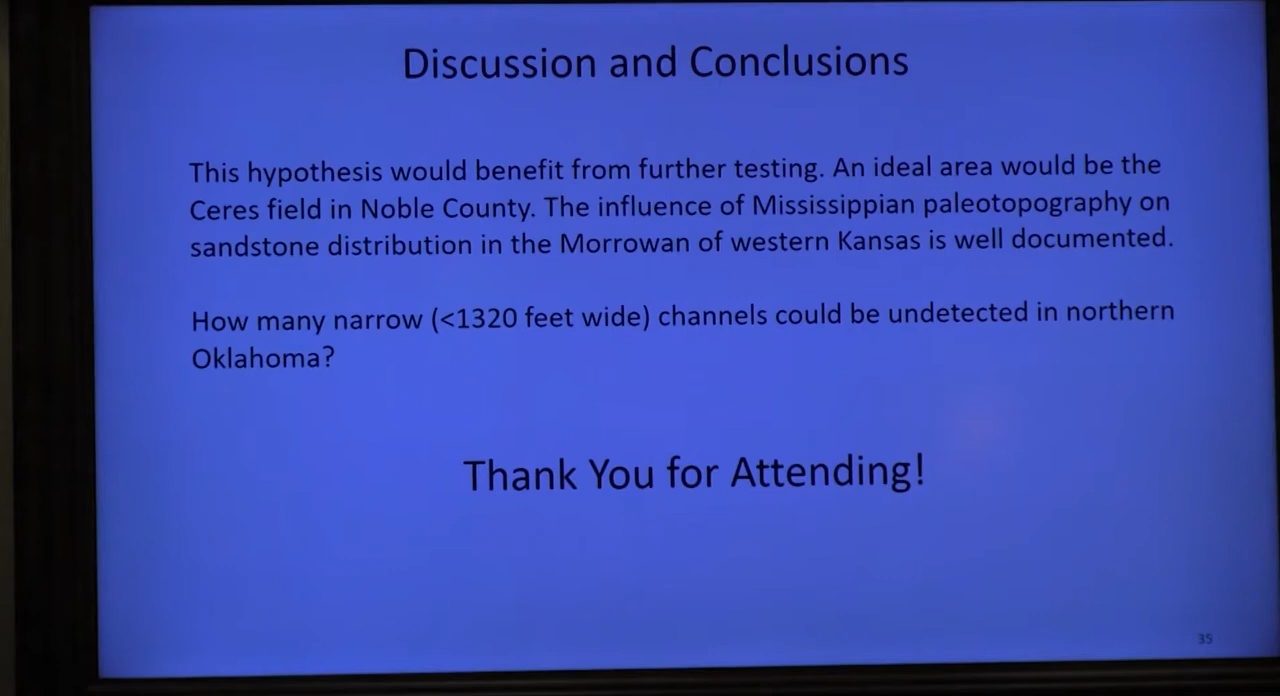 Discussion and Conclusions
This hypothesis would benefit from further testing. An ideal area would be the
Ceres field in Noble County. The influence of Mississippian paleotopography on
sandstone distribution in the Morrowan of western Kansas is well documented.
How many narrow (<1320 feet wide) channels could be undetected in northern
Oklahoma?
Thank You for Attending!
35